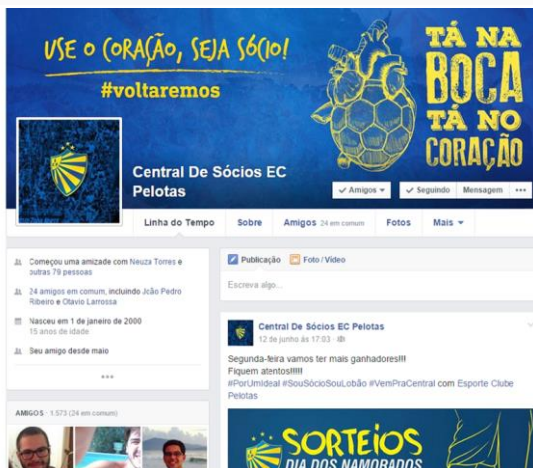 USE O CORAÇÃO, SEJA SÓCIO!
#voltaremos
TÁ NA
BOCA
TÁ NO
CORAÇÃO
Central De Sócios EC
Pelotas
Amigos
Seguindo
Mensagem
Linha do Tempo
Sobre
Amigos 24 em comum
Fotos
Mais
Começou uma amizade com Neuza Torres e
outras 79 pessoas
24 amigos em comum, incluindo João Pedro
Ribeiro e Otavio Larrossa
Nasceu em 1 de janeiro de 2000
15 anos de idade
Seu amigo desde maio
AMIGOS · 1.573 (24 em comum)
Publicação
Foto / Vídeo
Escreva algo...
Central De Sócios EC Pelotas
12 de junho às 17:03
Segunda-feira vamos ter mais ganhadores!!!!
Fiquem atentos!!!!!!
#PorUmIdeal #SouSócioSouLobão #VemPraCentral com Esporte Clube
Pelotas
SORTEIOS
DIA DOS NAMORADOS